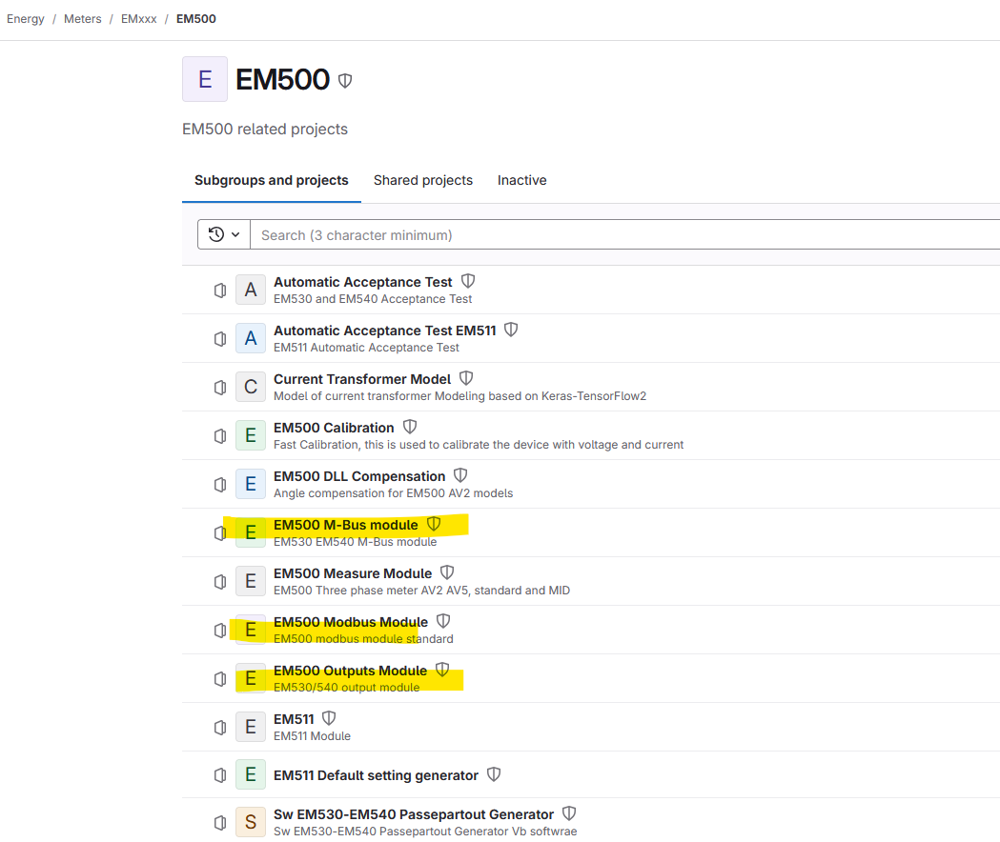 Energy / Meters / EMxxx / EM500
E EM500
EM500 related projects
Subgroups and projects Shared projects Inactive
Search (3 character minimum)
A Automatic Acceptance Test
EM530 and EM540 Acceptance Test
A Automatic Acceptance Test EM511
EM511 Automatic Acceptance Test
C Current Transformer Model
Model of current transformer Modeling based on Keras-TensorFlow2
E EM500 Calibration
Fast Calibration, this is used to calibrate the device with voltage and current
E EM500 DLL Compensation
Angle compensation for EM500 AV2 models
E EM500 M-Bus module
EM530 EM540 M-Bus module
E EM500 Measure Module
EM500 Three phase meter AV2 AV5, standard and MID
E EM500 Modbus Module
EM500 modbus module standard
E EM500 Outputs Module
EM530/540 output module
E EM511
EM511 Module
E EM511 Default setting generator
S Sw EM530-EM540 Passepartout Generator
Sw EM530-EM540 Passepartout Generator Vb softwrae